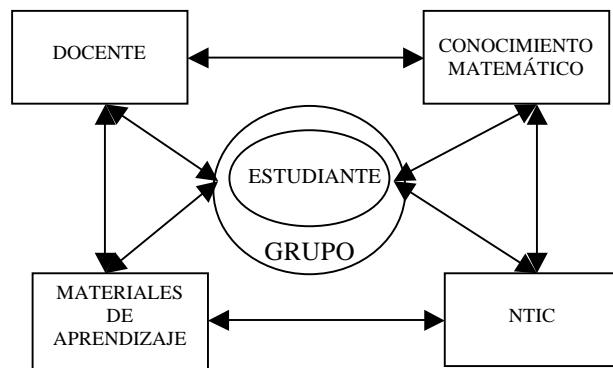 DOCENTE
CONOCIMIENTO
MATEMÁTICO
ESTUDIANTE
GRUPO
MATERIALES
DE
APRENDIZAJE
NTIC